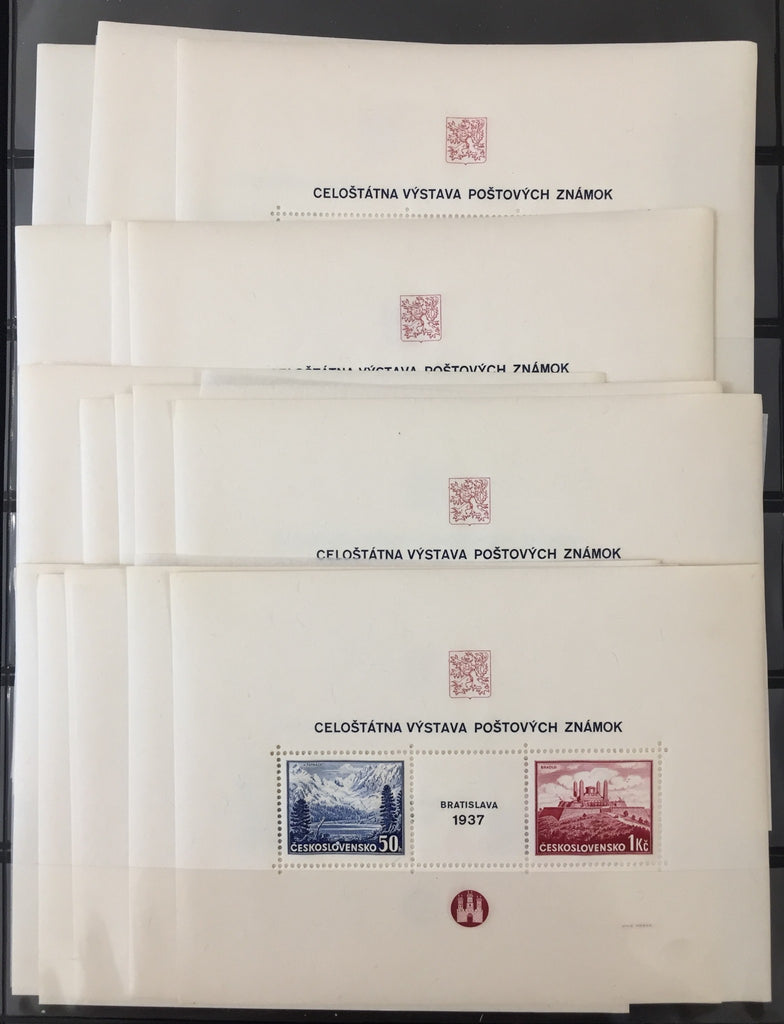 CELOŠTÁTNA VÝSTAVA POŠTOVÝCH ZNÁMOK
CELOŠTÁTNA VÝSTAVA POŠTOVÝCH ZNÁMOK
CELOŠTÁTNA VÝSTAVA POŠTOVÝCH ZNÁMOK
CELOŠTÁTNA VÝSTAVA POŠTOVÝCH ZNÁMOK
BRADLO
BRATISLAVA
1937
50h
ČESKOSLOVENSKO
1Kč
ČESKOSLOVENSKO